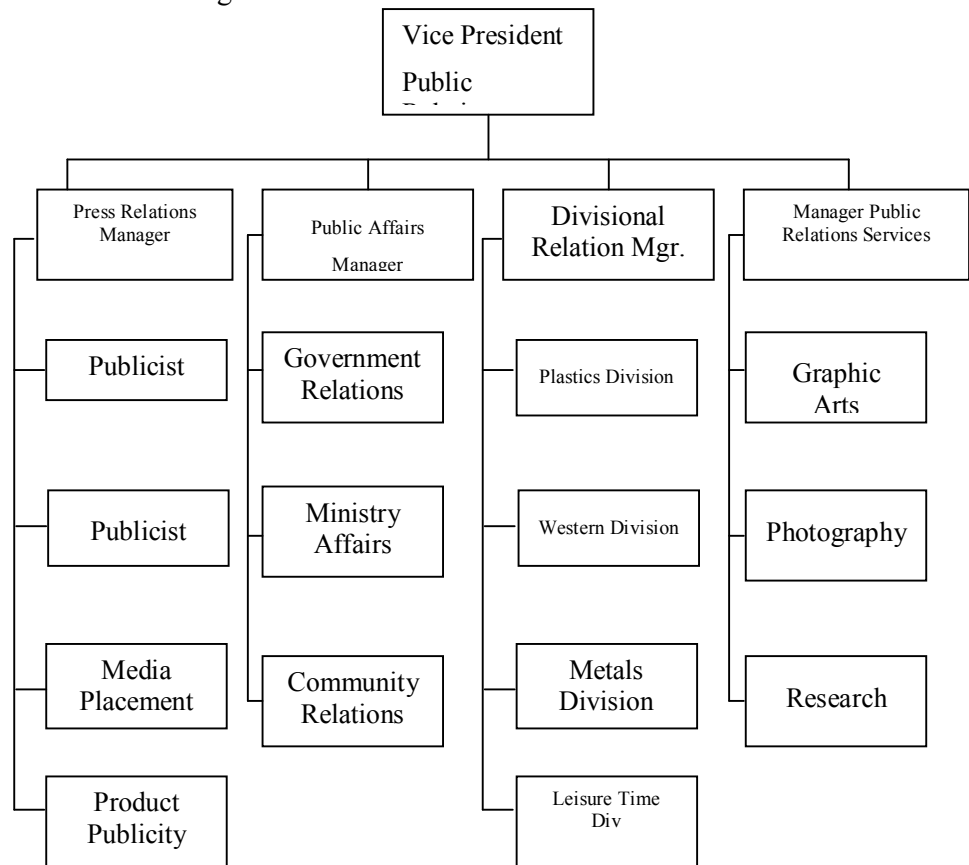 Vice President
Public
Press Relations
Manager
Public Affairs
Manager
Divisional
Relation Mgr.
Manager Public
Relations Services
Publicist
Government
Relations
Plastics Division
Graphic
Arts
Publicist
Ministry
Affairs
Western Division
Photography
Media
Placement
Community
Relations
Metals
Division
Research
Product
Publicity
Leisure Time
Div